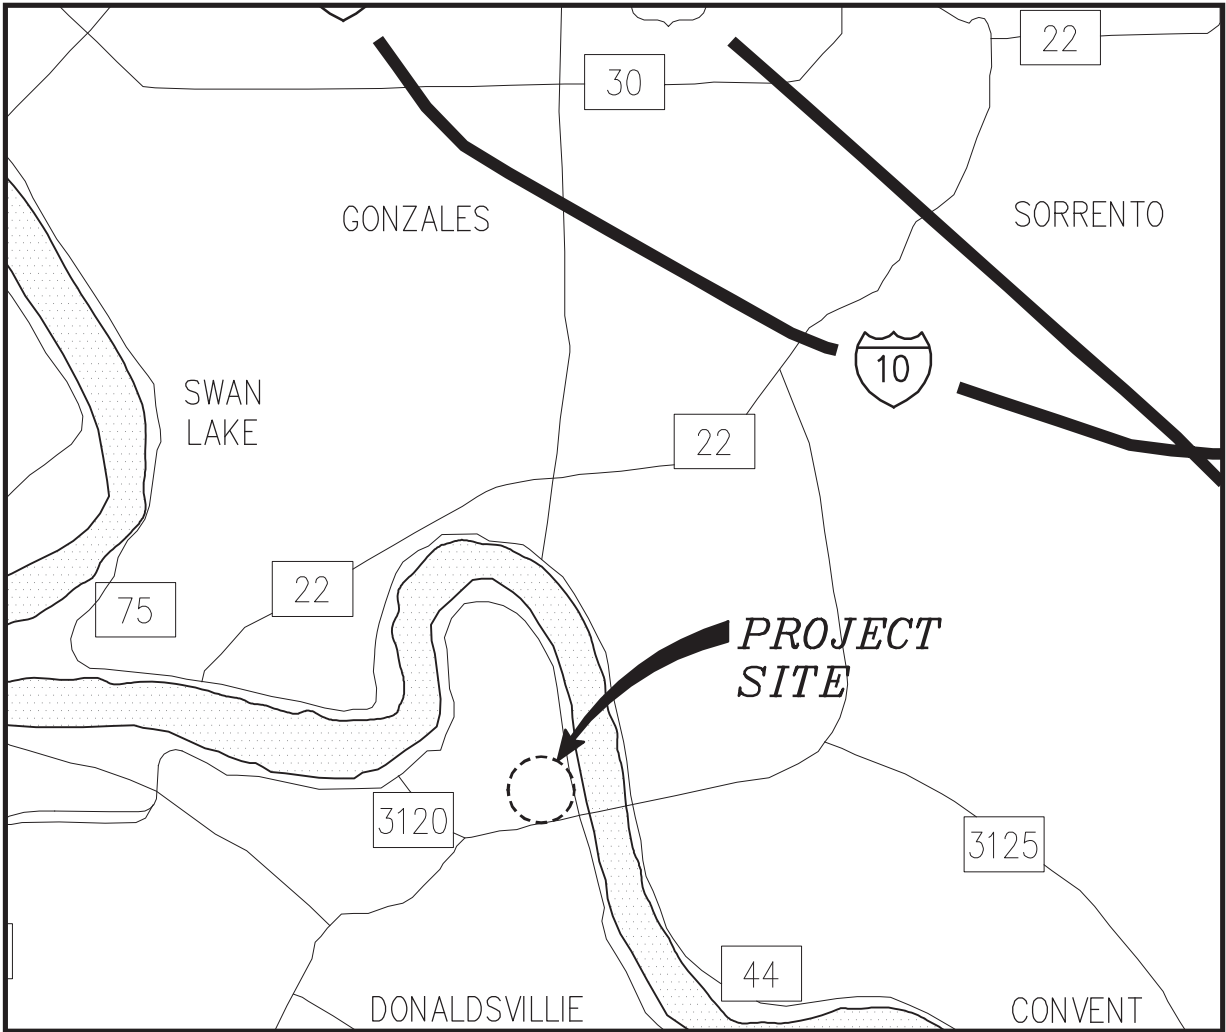 22
30
GONZALES
SORRENTO
10
SWAN
LAKE
22
22
75
PROJECT
SITE
3120
3125
44
DONALDSVILLIE
CONVENT